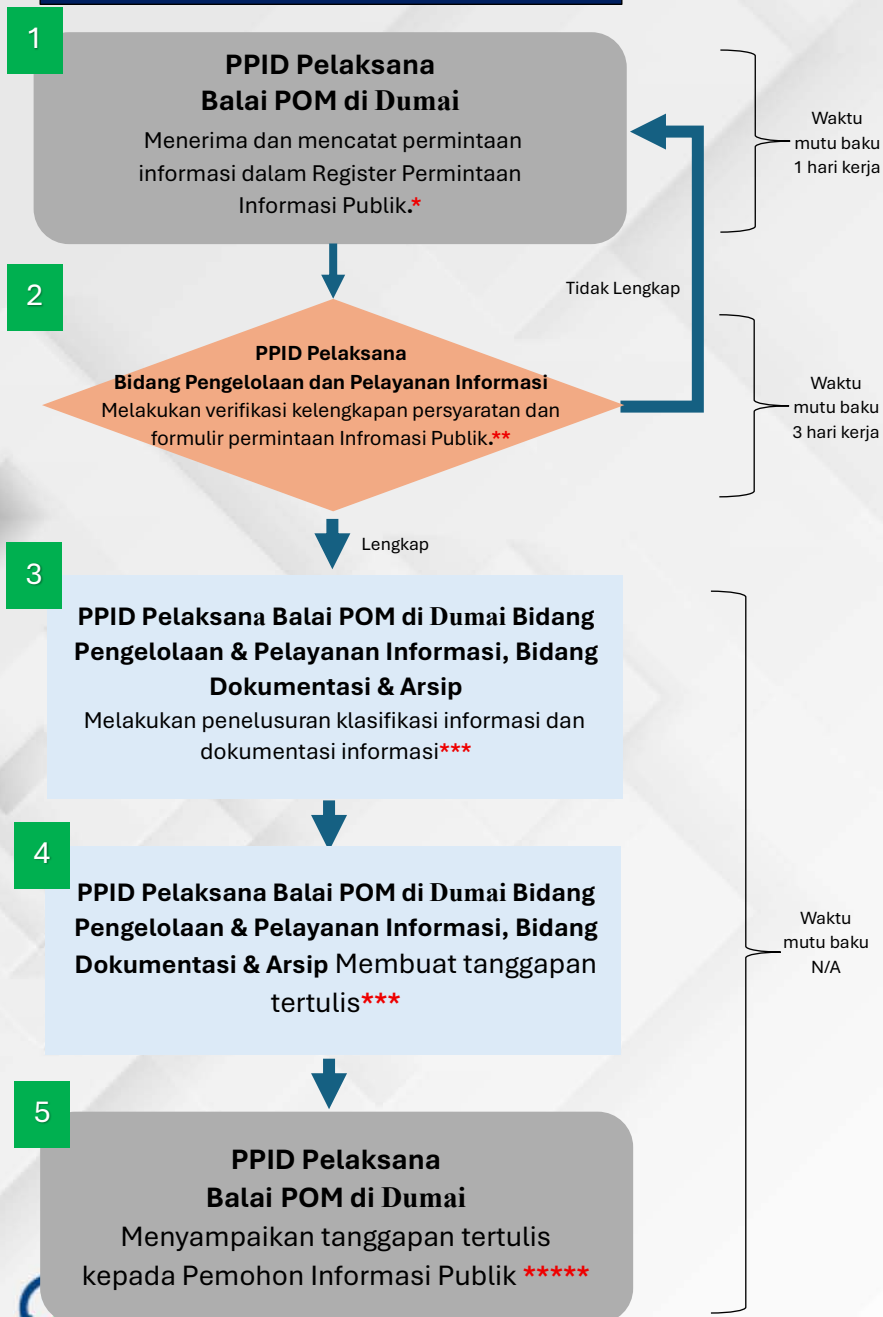 1
PPID Pelaksana
Balai POM di Dumai
Menerima dan mencatat permintaan
informasi dalam Register Permintaan
Informasi Publik.*
Waktu
mutu baku
1 hari kerja
Tidak Lengkap
2
PPID Pelaksana
Bidang Pengelolaan dan Pelayanan Informasi
Melakukan verifikasi kelengkapan persyaratan dan
formulir permintaan Infromasi Publik.**
Waktu
mutu baku
3 hari kerja
Lengkap
3
PPID Pelaksana Balai POM di Dumai Bidang
Pengelolaan & Pelayanan Informasi, Bidang
Dokumentasi & Arsip
Melakukan penelusuran klasifikasi informasi dan
dokumentasi informasi***
4
PPID Pelaksana Balai POM di Dumai Bidang
Pengelolaan & Pelayanan Informasi, Bidang
Dokumentasi & Arsip Membuat tanggapan
tertulis***
Waktu
mutu baku
N/A
5
PPID Pelaksana
Balai POM di Dumai
Menyampaikan tanggapan tertulis
kepada Pemohon Informasi Publik *****